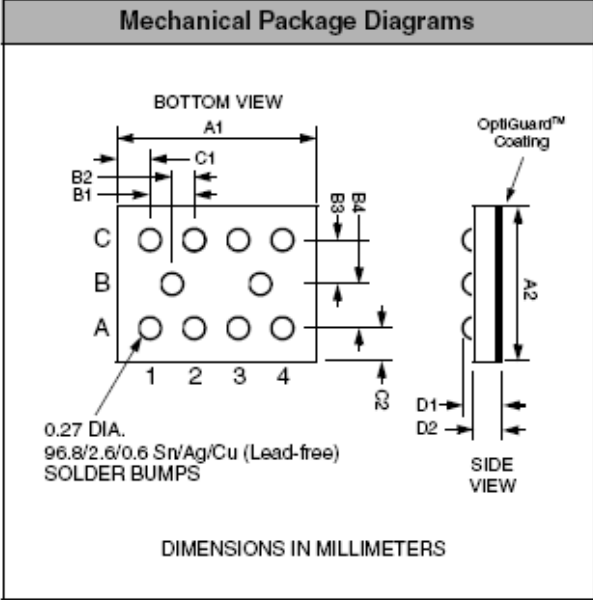 Mechanical Package Diagrams
BOTTOM VIEW
A1
OptiGuard™
Coating
C1
B2
B1
B3
B4
C
B
A
A2
1 2 3 4
C2
D1
D2
0.27 DIA.
96.8/2.6/0.6 Sn/Ag/Cu (Lead-free)
SOLDER BUMPS
SIDE
VIEW
DIMENSIONS IN MILLIMETERS